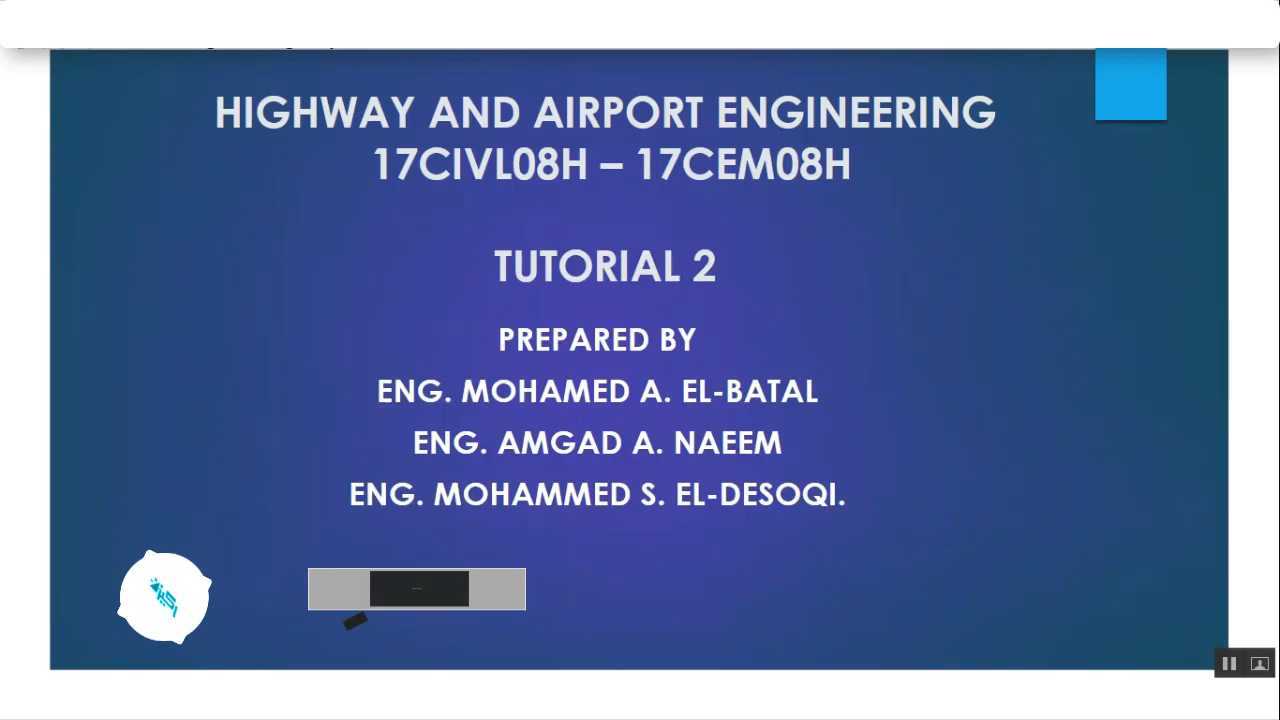 HIGHWAY AND AIRPORT ENGINEERING
17CIVL08H – 17CEM08H
TUTORIAL 2
PREPARED BY
ENG. MOHAMED A. EL-BATAL
ENG. AMGAD A. NAEEM
ENG. MOHAMMED S. EL-DESOQI.